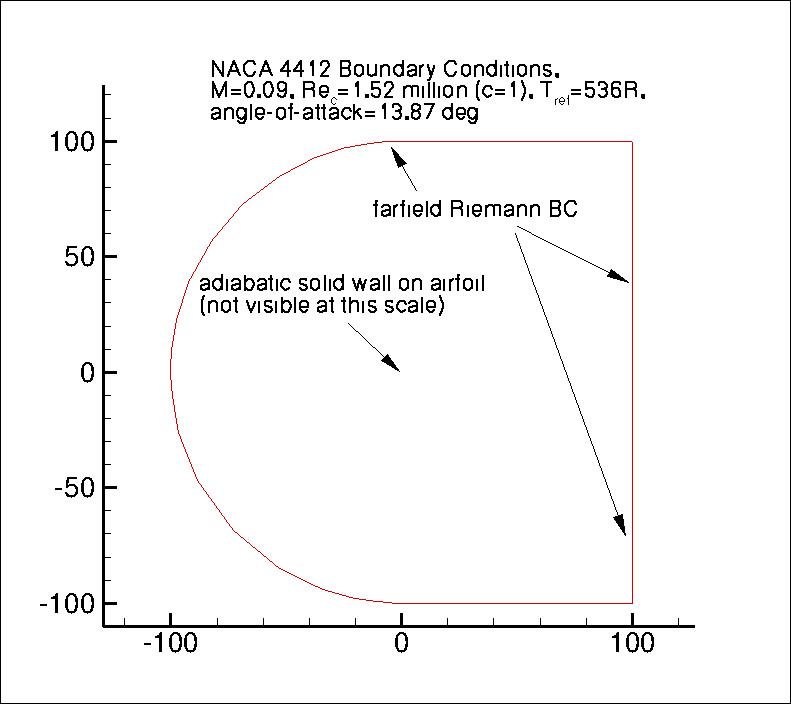 NACA 4412 Boundary Conditions.
M=0.09, Re_c=1.52 million (c=1), T_ref=536R,
angle-of-attack=13.87 deg
100
farfield Riemann BC
50
adiabatic solid wall on airfoil
(not visible at this scale)
0
-50
-100
-100 0 100